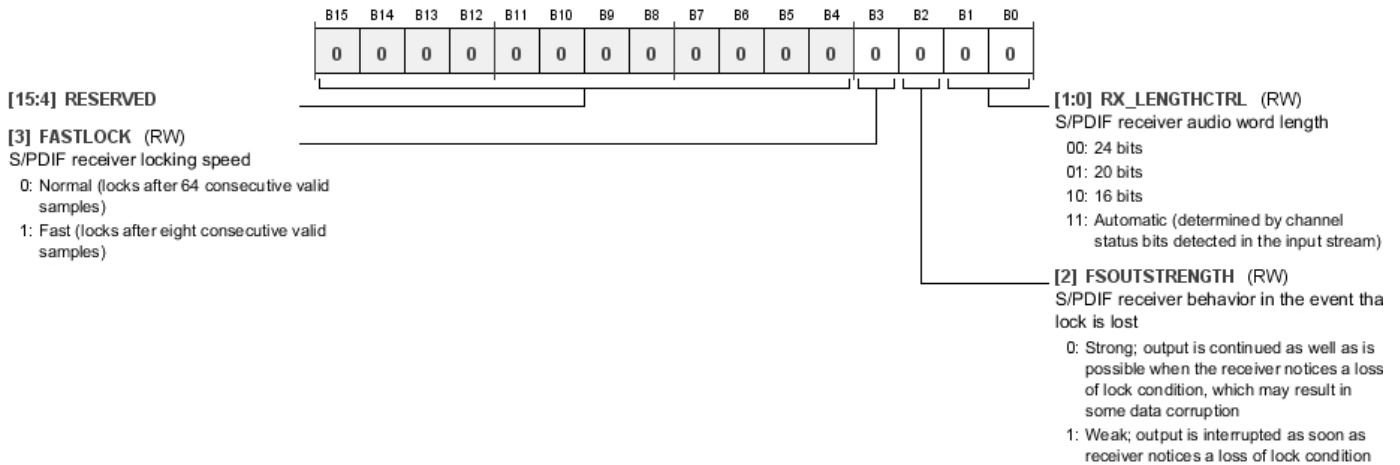 B15 B14 B13 B12 B11 B10 B9 B8 B7 B6 B5 B4 B3 B2 B1 B0
0 0 0 0 0 0 0 0 0 0 0 0 0 0 0 0
[15:4] RESERVED
[3] FASTLOCK (RW)
S/PDIF receiver locking speed
0: Normal (locks after 64 consecutive valid
samples)
1: Fast (locks after eight consecutive valid
samples)
[1:0] RX_LENGTHCTRL (RW)
S/PDIF receiver audio word length
00: 24 bits
01: 20 bits
10: 16 bits
11: Automatic (determined by channel
status bits detected in the input stream)
[2] FSOUTSTRENGTH (RW)
S/PDIF receiver behavior in the event tha
lock is lost
0: Strong; output is continued as well as is
possible when the receiver notices a loss
of lock condition, which may result in
some data corruption
1: Weak; output is interrupted as soon as
receiver notices a loss of lock condition